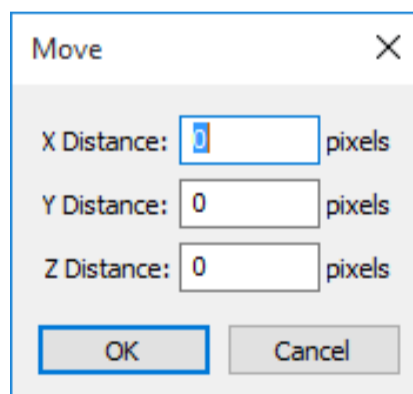 Move
X Distance: 0 pixels
Y Distance: 0 pixels
Z Distance: 0 pixels
OK Cancel